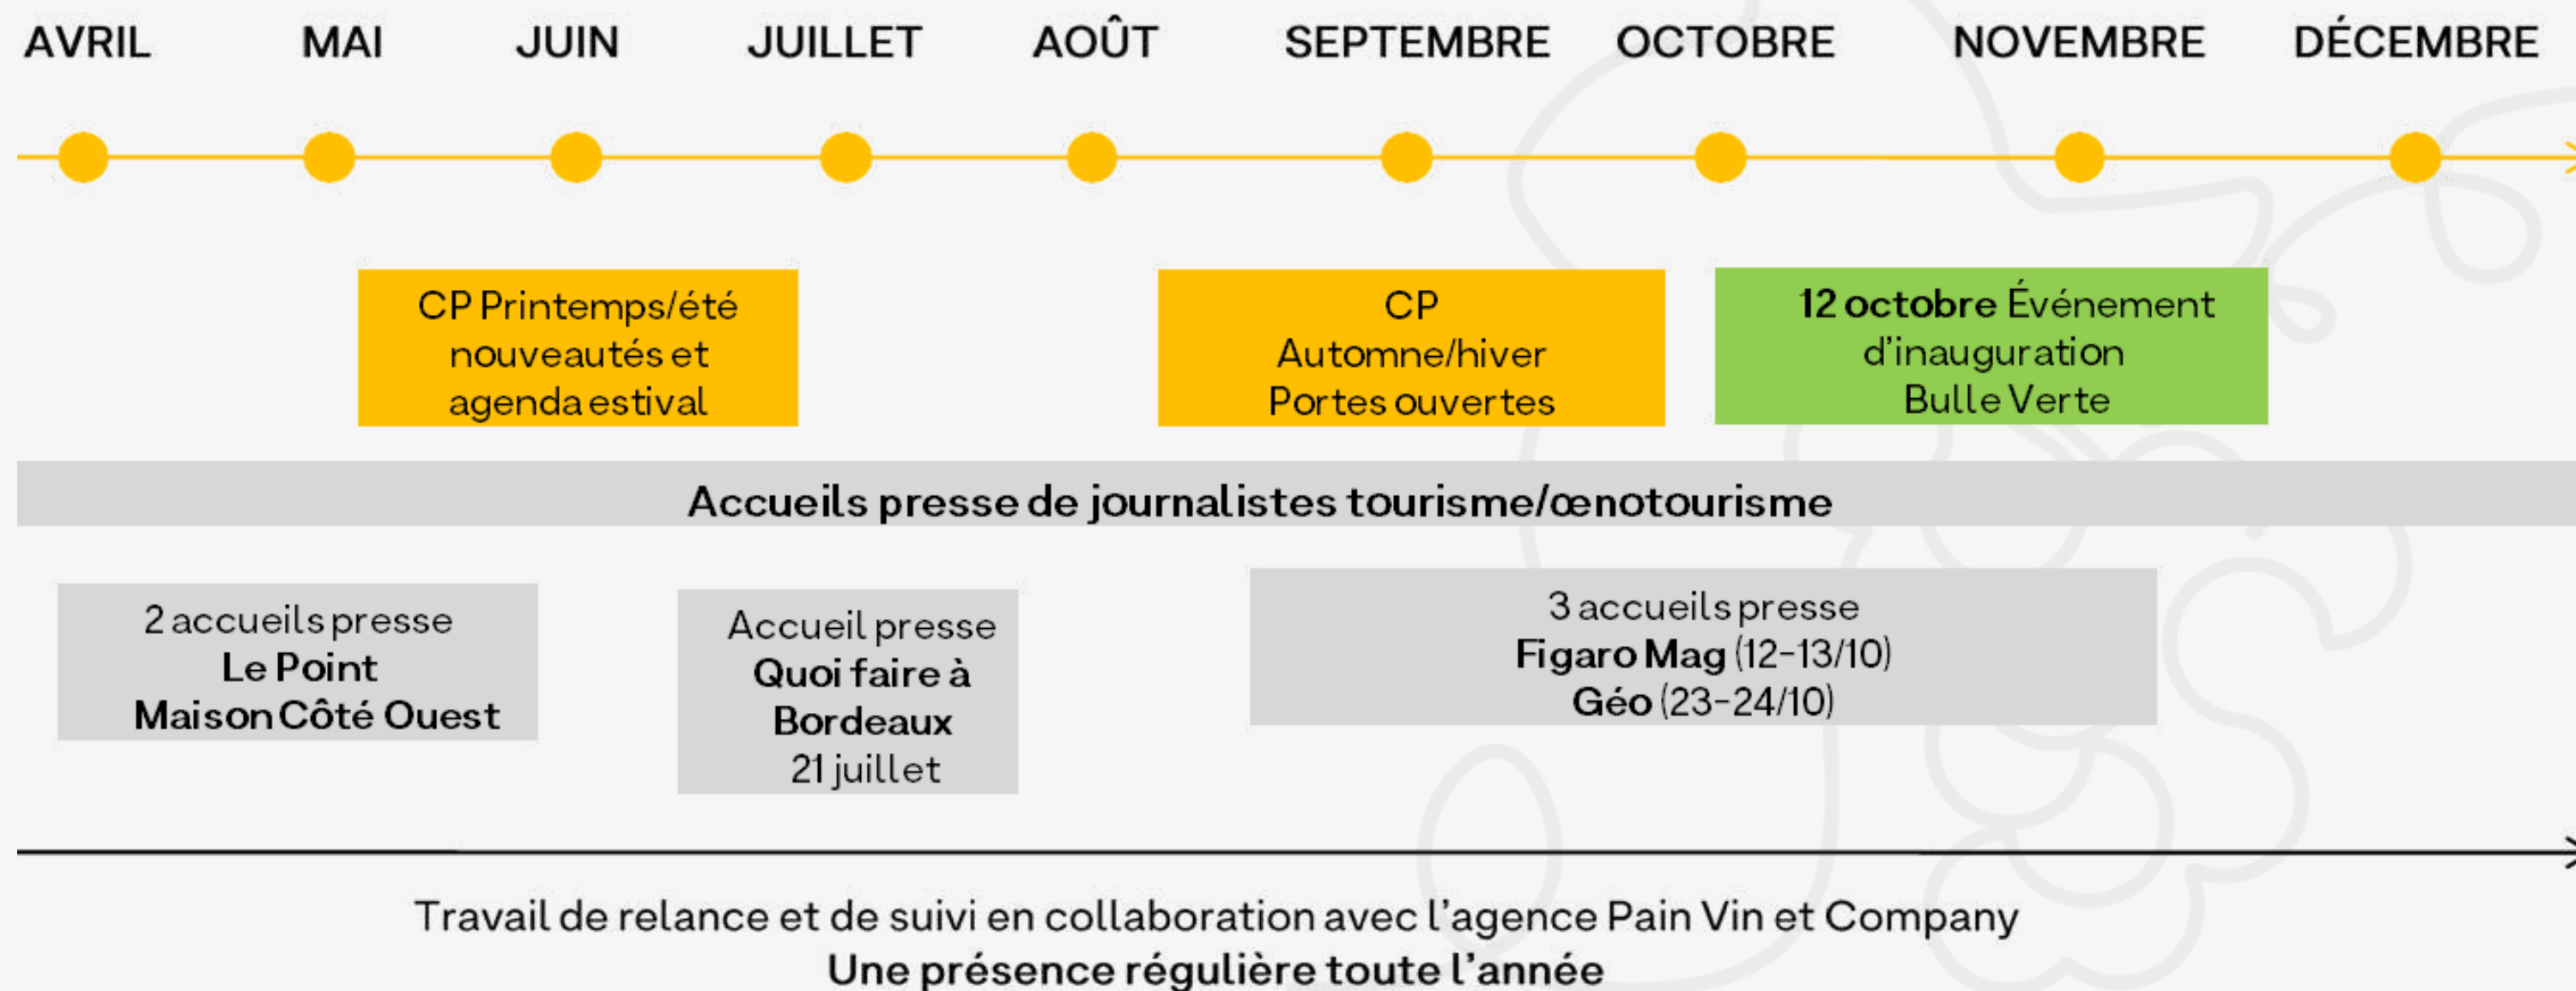 AVRIL MAI JUIN JUILLET AOÛT SEPTEMBRE OCTOBRE NOVEMBRE DÉCEMBRE
CP Printemps/été
nouveautés et
agenda estival
CP
Automne/hiver
Portes ouvertes
12 octobre Événement
d'inauguration
Bulle Verte
Accueils presse de journalistes tourisme/œnotourisme
2 accueils presse
Le Point
Maison Côté Ouest
Accueil presse
Quoi faire à
Bordeaux
21 juillet
3 accueils presse
Figaro Mag (12-13/10)
Géo (23-24/10)
Travail de relance et de suivi en collaboration avec l'agence Pain Vin et Company
Une présence régulière toute l'année